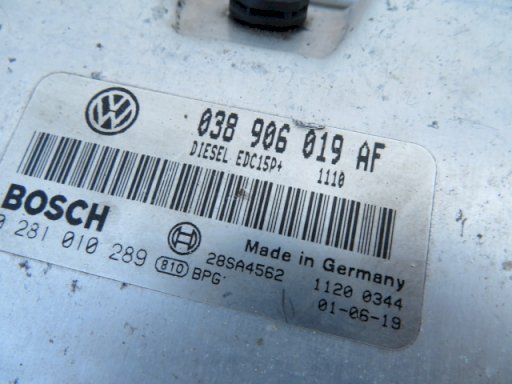 038 906 019 AF
DIESEL EDC15P+ 1110
BOSCH
0 281 010 289
810
BPG
28SA4562
Made in Germany
1120 0344
01-06-19